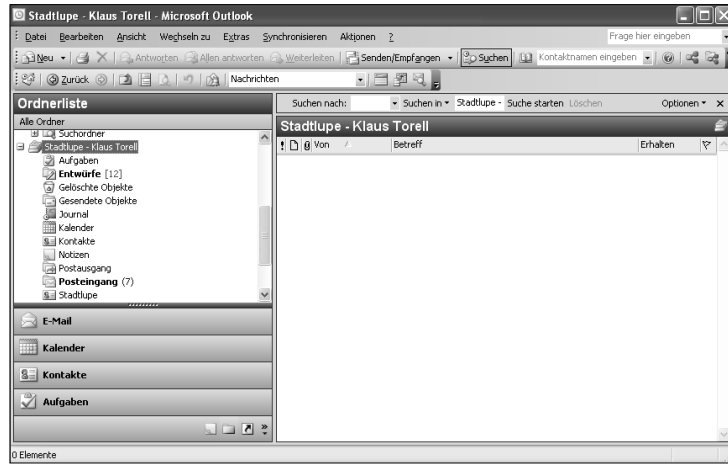 Stadtlupe - Klaus Torell - Microsoft Outlook
Datei Bearbeiten Ansicht Wechseln zu Extras Synchronisieren Aktionen ? Frage hier eingeben
Neu Antworten Allen antworten Weiterleiten Senden/Empfangen Suchen Kontaktnamen eingeben
Zurück Nachrichten
Ordnerliste
Suchen nach: Suchen in Stadtlupe - Suche starten Löschen Optionen
Alle Ordner
Stadtlupe - Klaus Torell
Suchordner
Von Betreff Erhalten
Stadtlupe - Klaus Torell
Aufgaben
Entwürfe [12]
Gelöschte Objekte
Gesendete Objekte
Journal
Kalender
Kontakte
Notizen
Postausgang
Posteingang (7)
Stadtlupe
E-Mail
Kalender
Kontakte
Aufgaben
0 Elemente